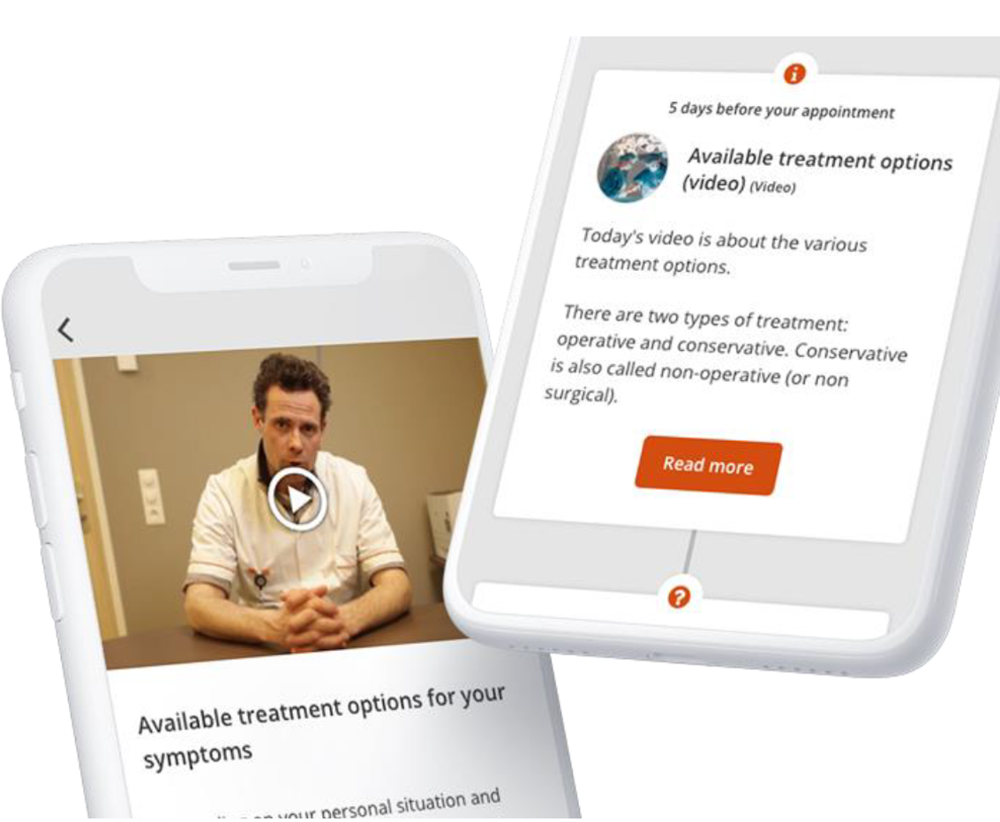 5 days before your appointment
Available treatment options
(video) (Video)
Today's video is about the various
treatment options.
There are two types of treatment:
operative and conservative. Conservative
is also called non-operative (or non
surgical).
Read more
?
Available treatment options for your
symptoms
on your personal situation and